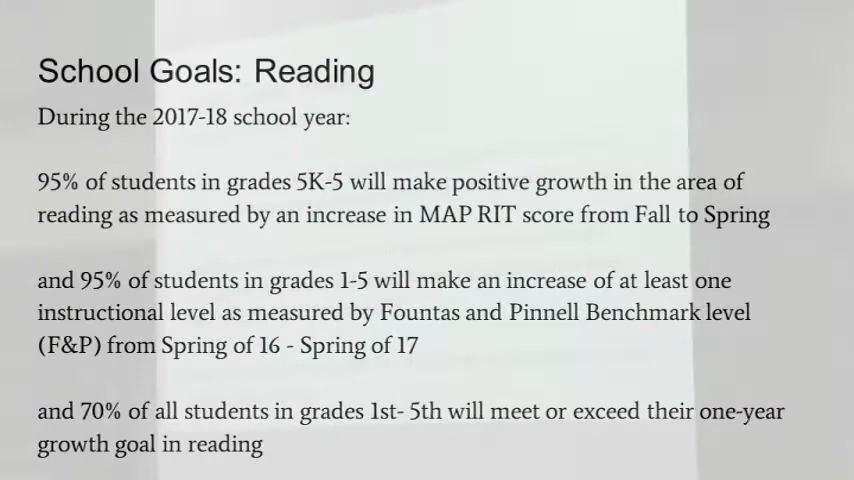 School Goals: Reading
During the 2017-18 school year:
95% of students in grades 5K-5 will make positive growth in the area of
reading as measured by an increase in MAP RIT score from Fall to Spring
and 95% of students in grades 1-5 will make an increase of at least one
instructional level as measured by Fountas and Pinnell Benchmark level
(F&P) from Spring of 16 - Spring of 17
and 70% of all students in grades 1st- 5th will meet or exceed their one-year
growth goal in reading